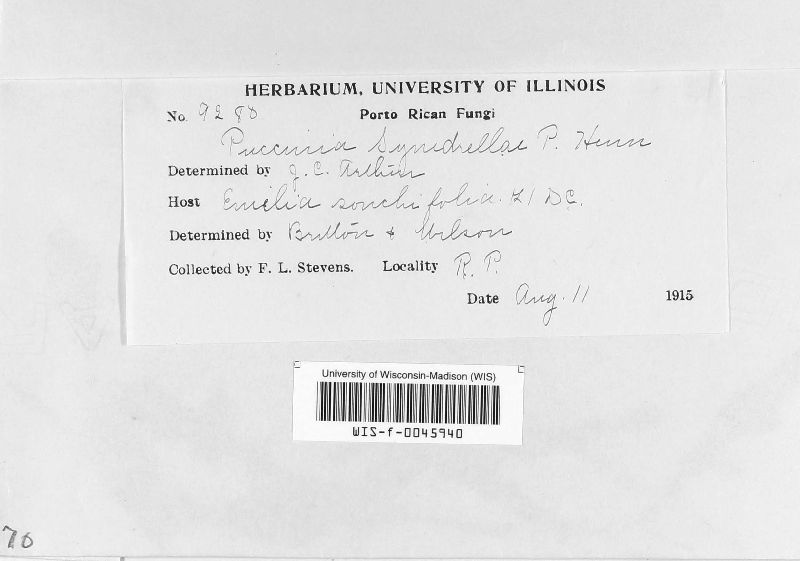 HERBARIUM, UNIVERSITY OF ILLINOIS
No. 9288 Porto Rican Fungi
Puccinia Synedrellae P. Henn
Determined by J. C. Arthur
Host Emilia sonchifolia (L) DC.
Determined by Britton & Wilson
Collected by F. L. Stevens. Locality R. P.
Date Aug. 11 1915
University of Wisconsin-Madison (WIS)
WIS-f-0045940
70